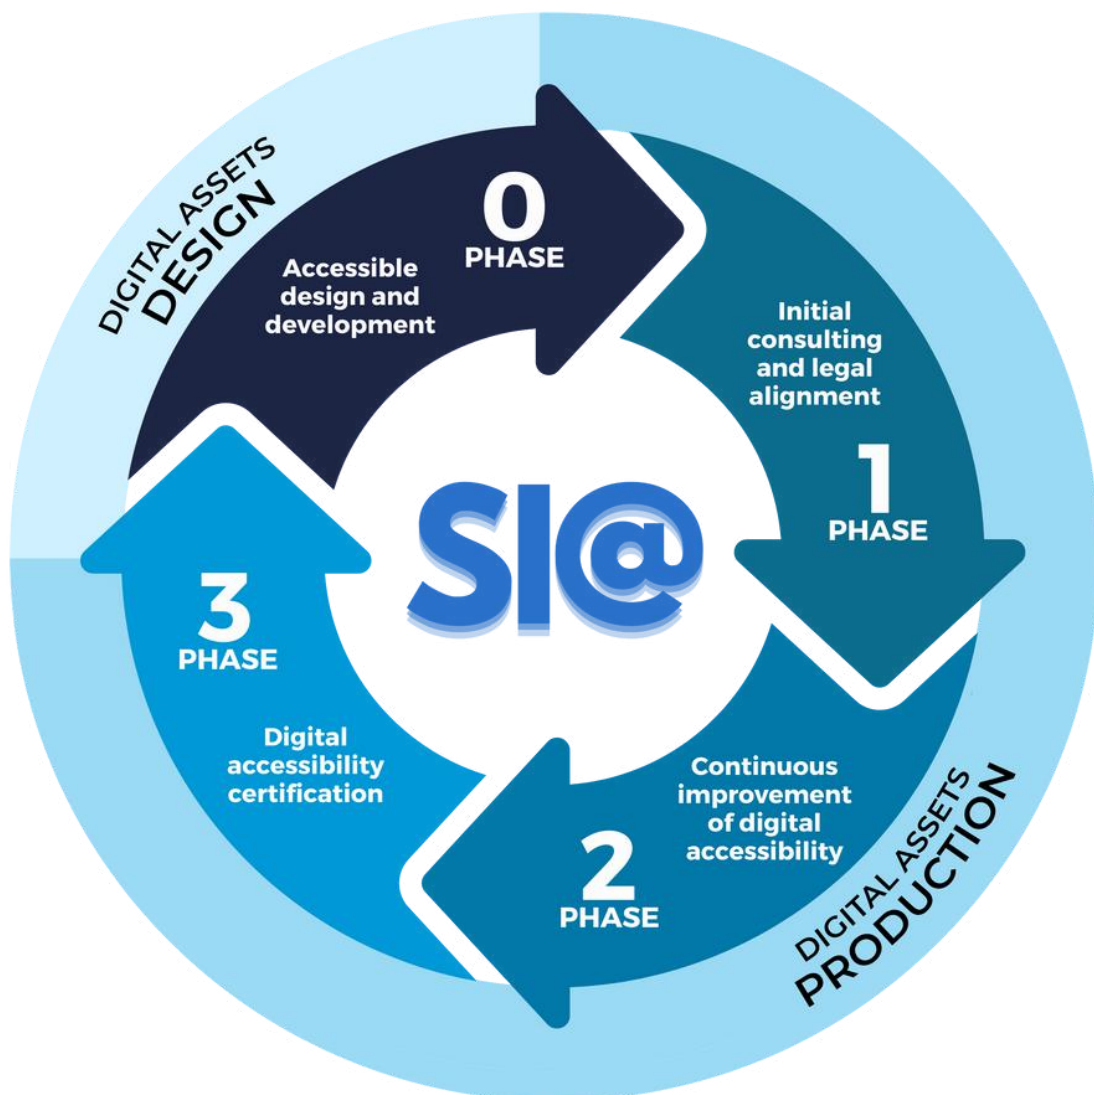 DIGITAL ASSETS
DESIGN
0
PHASE
Accessible
design and
development
Initial
consulting
and legal
alignment
1
PHASE
SI@
3
PHASE
Digital
accessibility
certification
Continuous
improvement
of digital
accessibility
2
PHASE
DIGITAL ASSETS
PRODUCTION